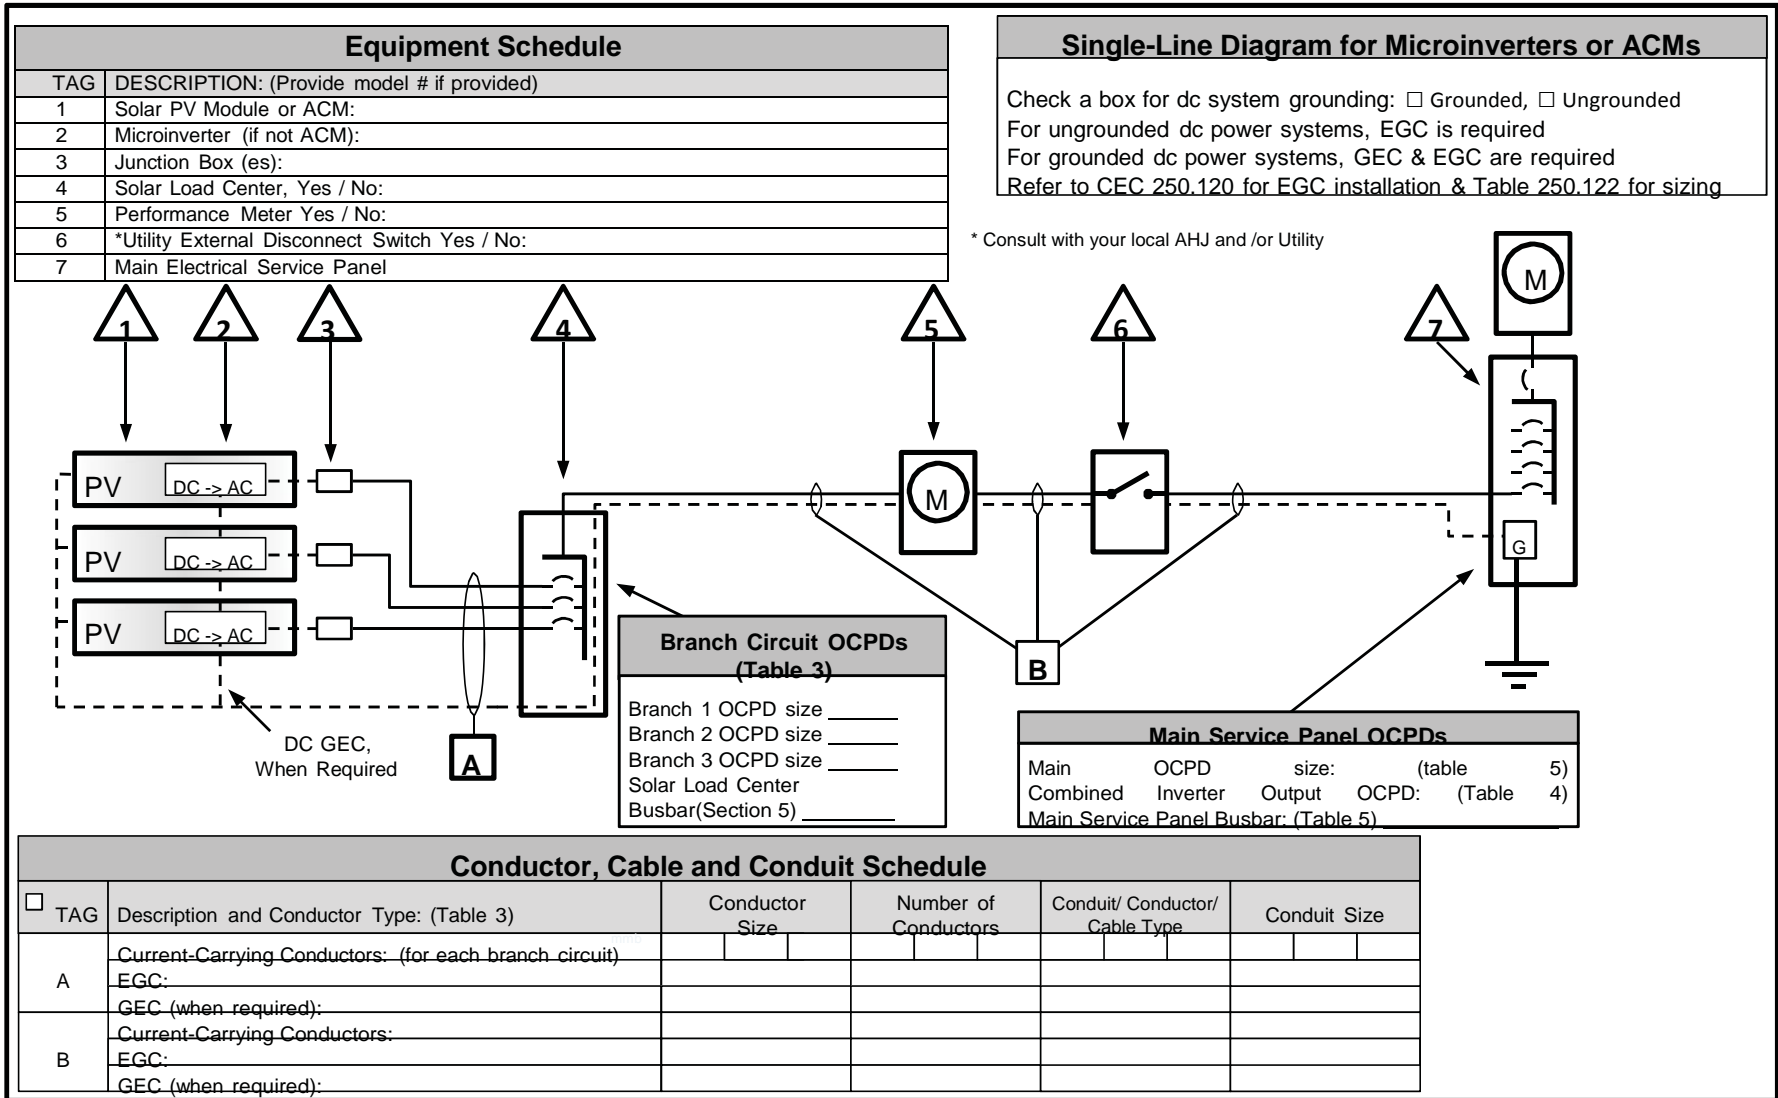 Equipment Schedule
TAG DESCRIPTION: (Provide model # if provided)
1 Solar PV Module or ACM:
2 Microinverter (if not ACM):
3 Junction Box (es):
4 Solar Load Center, Yes / No:
5 Performance Meter Yes / No:
6 *Utility External Disconnect Switch Yes / No:
7 Main Electrical Service Panel
Single-Line Diagram for Microinverters or ACMs
Check a box for dc system grounding: ☐ Grounded, ☐ Ungrounded
For ungrounded dc power systems, EGC is required
For grounded dc power systems, GEC & EGC are required
Refer to CEC 250.120 for EGC installation & Table 250.122 for sizing
* Consult with your local AHJ and /or Utility
M
1 2 3 4 5 6 7
PV DC -> AC
M
G
PV DC -> AC
PV DC -> AC
DC GEC,
When Required
A
B
Branch Circuit OCPDs
(Table 3)
Branch 1 OCPD size ______
Branch 2 OCPD size ______
Branch 3 OCPD size ______
Solar Load Center
Busbar(Section 5) ________
Main Service Panel OCPDs
Main OCPD size: (table 5)
Combined Inverter Output OCPD: (Table 4)
Main Service Panel Busbar: (Table 5) ________________
Conductor, Cable and Conduit Schedule
☐ TAG Description and Conductor Type: (Table 3) Conductor Size Number of Conductors Conduit/ Conductor/ Cable Type Conduit Size
A Current-Carrying Conductors: (for each branch circuit)
EGC:
GEC (when required):
B Current-Carrying Conductors:
EGC:
GEC (when required):